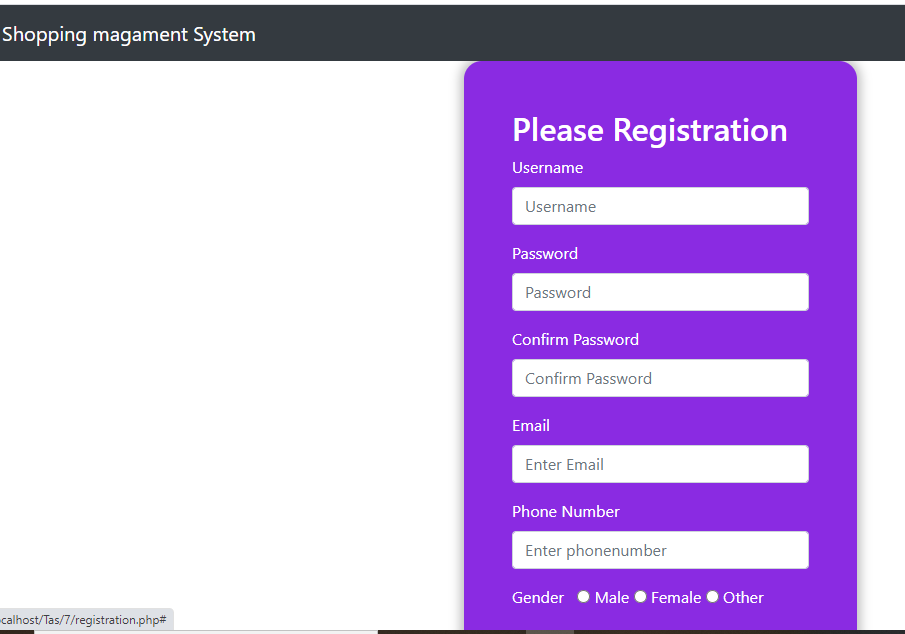 Shopping magament System
Please Registration
Username
Username
Password
Password
Confirm Password
Confirm Password
Email
Enter Email
Phone Number
Enter phonenumber
Gender Male Female Other
calhost/Tas/7/registration.php#